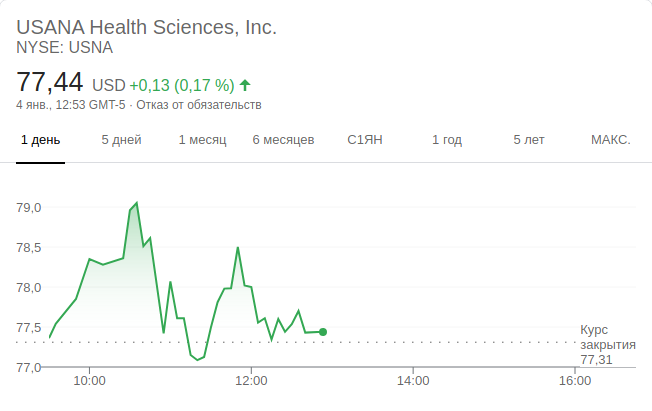 USANA Health Sciences, Inc.
NYSE: USNA
77,44 USD +0,13 (0,17 %)
4 янв., 12:53 GMT-5 · Отказ от обязательств
1 день 5 дней 1 месяц 6 месяцев С1ЯН 1 год 5 лет МАКС.
79,0
78,5
78,0
77,5
77,0
Курс
закрытия
77,31
10:00 12:00 14:00 16:00